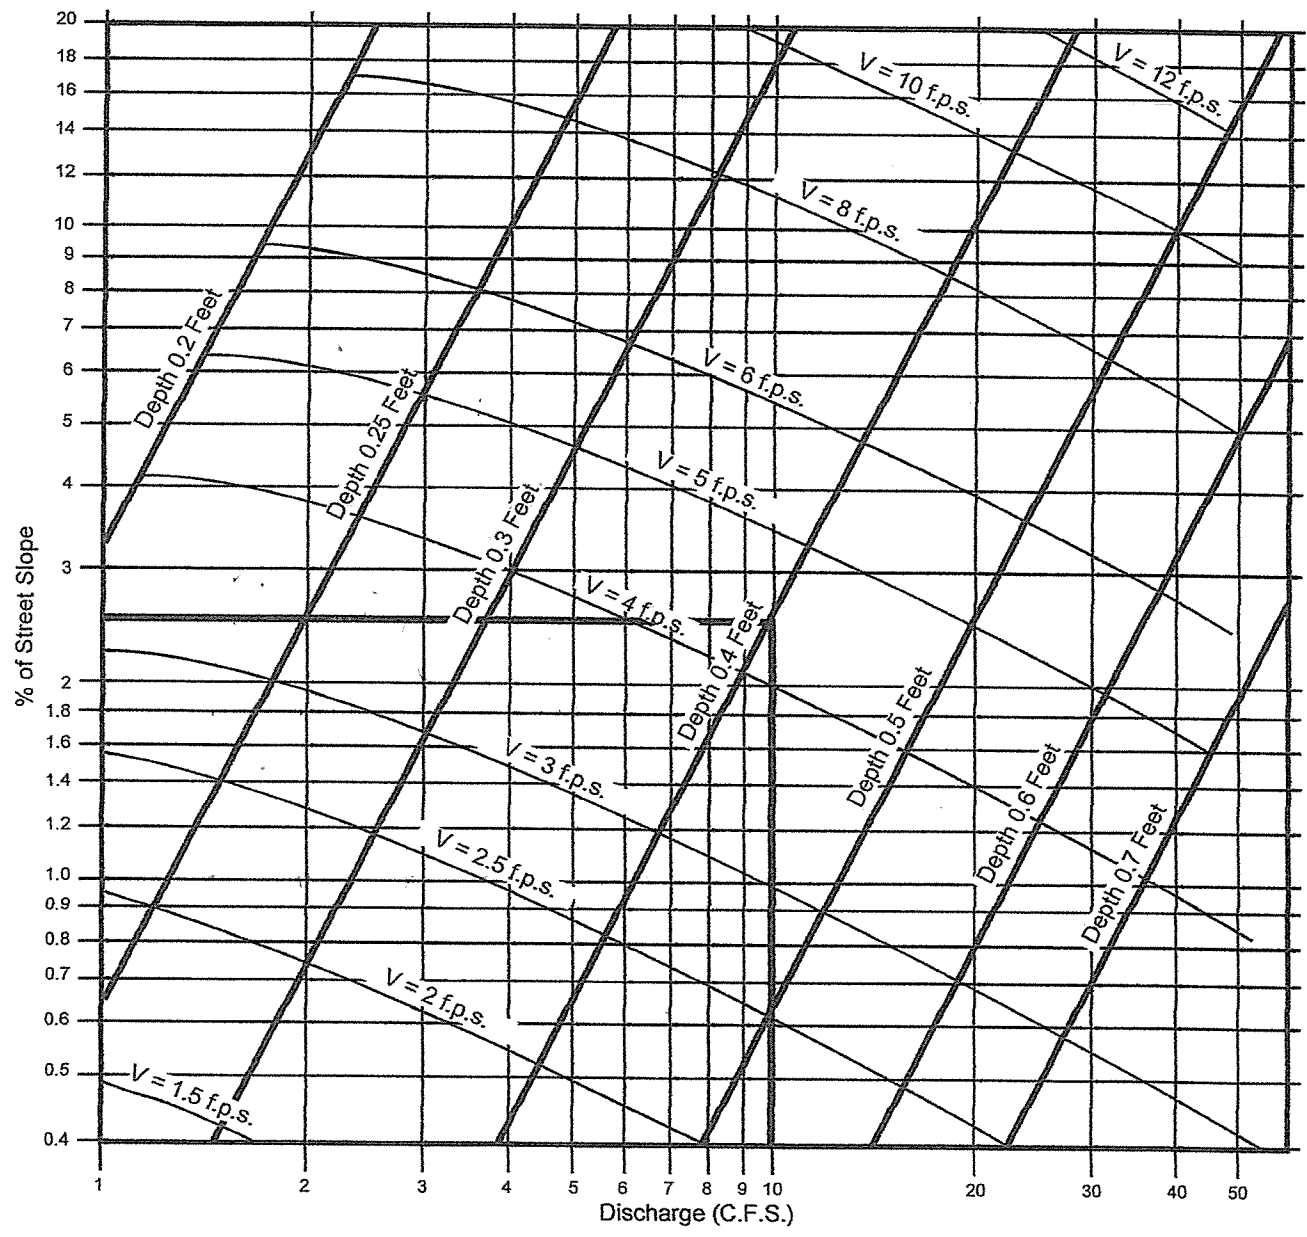 20
18
16
14
12
10
9
8
7
6
5
4
3
2
1.8
1.6
1.4
1.2
1.0
0.9
0.8
0.7
0.6
0.5
0.4
% of Street Slope
V = 10 f.p.s.
V = 12 f.p.s.
V = 8 f.p.s.
V = 6 f.p.s.
V = 5 f.p.s.
V = 4 f.p.s.
V = 3 f.p.s.
V = 2.5 f.p.s.
V = 2 f.p.s.
V = 1.5 f.p.s.
Depth 0.2 Feet
Depth 0.25 Feet
Depth 0.3 Feet
Depth 0.4 Feet
Depth 0.5 Feet
Depth 0.6 Feet
Depth 0.7 Feet
1 2 3 4 5 6 7 8 9 10 20 30 40 50
Discharge (C.F.S.)